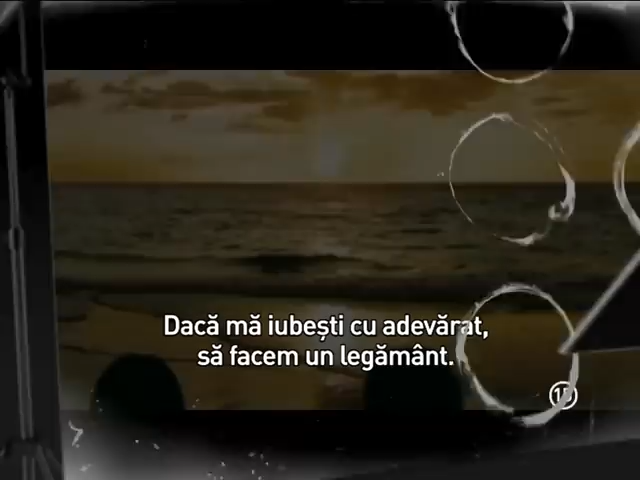 Dacă mă iubești cu adevărat,
să facem un legământ.